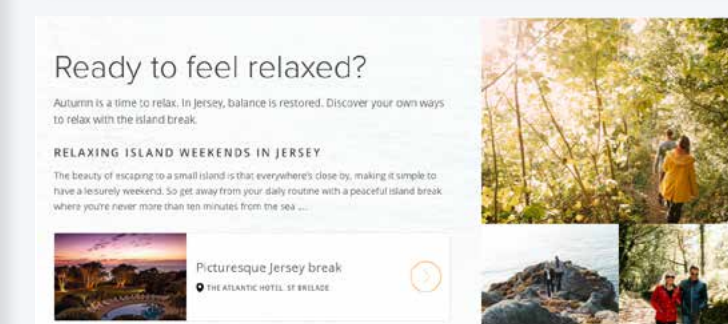 Ready to feel relaxed?
Autumn is a time to relax. In Jersey, balance is restored. Discover your own ways
to relax with the island break.
RELAXING ISLAND WEEKENDS IN JERSEY
The beauty of escaping to a small island is that everywhere's close by, making it simple to
have a leisurely weekend. So get away from your daily routine with a peaceful island break
where you're never more than ten minutes from the sea ...
Picturesque Jersey break
THE ATLANTIC HOTEL ST BRELADE